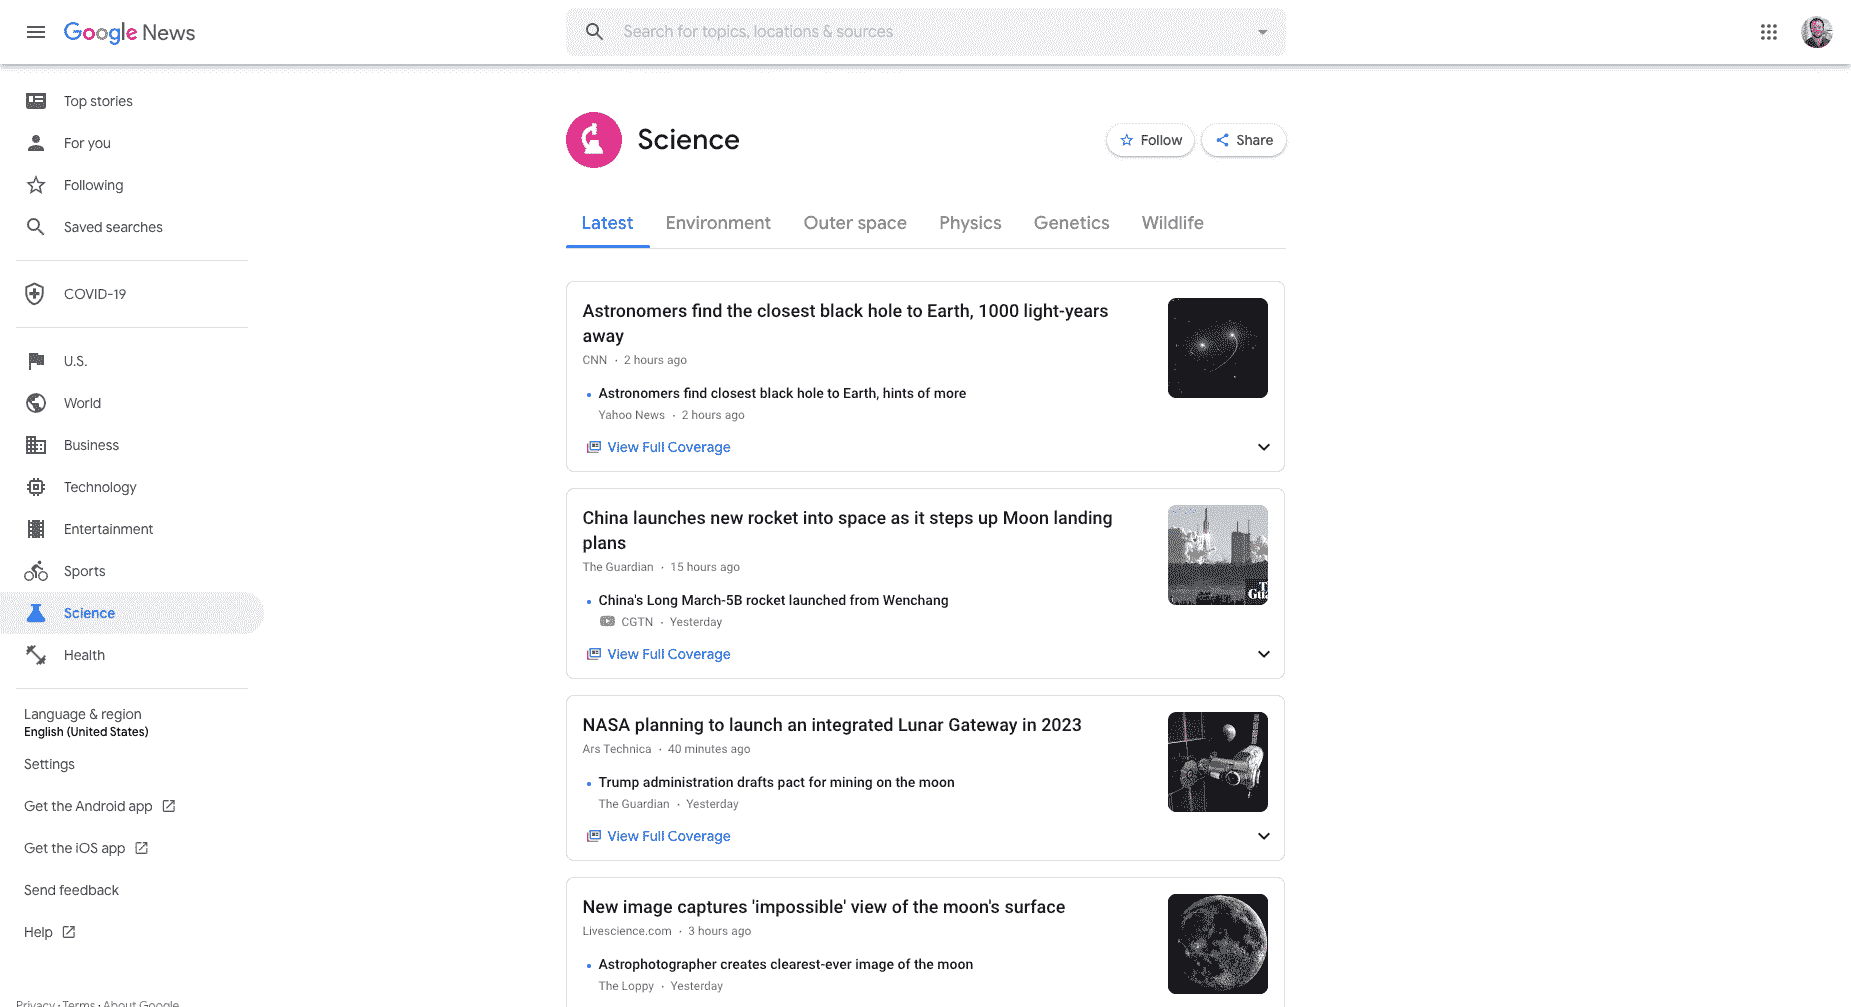 Google News
Search for topics, locations & sources
Top stories
For you
Following
Saved searches
COVID-19
U.S.
World
Business
Technology
Entertainment
Sports
Science
Health
Language & region
English (United States)
Settings
Get the Android app
Get the iOS app
Send feedback
Help
Privacy · Terms · About Google
Science
Follow
Share
Latest
Environment
Outer space
Physics
Genetics
Wildlife
Astronomers find the closest black hole to Earth, 1000 light-years
away
CNN · 2 hours ago
Astronomers find closest black hole to Earth, hints of more
Yahoo News · 2 hours ago
View Full Coverage
China launches new rocket into space as it steps up Moon landing
plans
The Guardian · 15 hours ago
China's Long March-5B rocket launched from Wenchang
CGTN · Yesterday
View Full Coverage
NASA planning to launch an integrated Lunar Gateway in 2023
Ars Technica · 40 minutes ago
Trump administration drafts pact for mining on the moon
The Guardian · Yesterday
View Full Coverage
New image captures 'impossible' view of the moon's surface
Livescience.com · 3 hours ago
Astrophotographer creates clearest-ever image of the moon
The Loppy · Yesterday